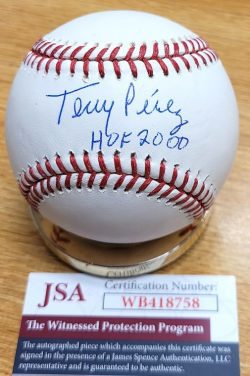 Tony Pérez
HOF 2000
JSA
Certification Number:
WB418758
The Witnessed Protection Program
The autographed piece which accompanies this certificate was
signed in the presence of a James Spence Authentication, LLC
representative and is guaranteed to be authentic.